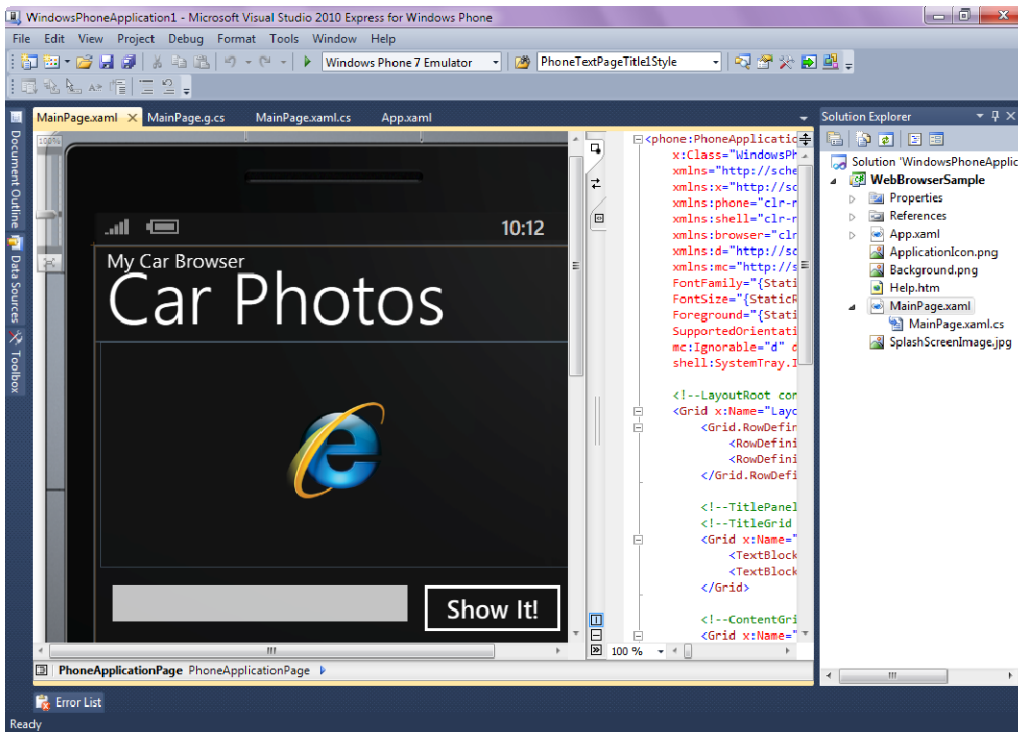 WindowsPhoneApplication1 - Microsoft Visual Studio 2010 Express for Windows Phone
File Edit View Project Debug Format Tools Window Help
Windows Phone 7 Emulator PhoneTextPageTitle1Style
MainPage.xaml MainPage.g.cs MainPage.xaml.cs App.xaml
Document Outline
Data Sources
Toolbox
100%
10:12
My Car Browser
Car Photos
Show It!
<phone:PhoneApplicatio
x:Class="WindowsPh
xmlns="http://sche
xmlns:x="http://sc
xmlns:phone="clr-n
xmlns:shell="clr-n
xmlns:browser="clr
xmlns:d="http://sc
xmlns:mc="http://s
FontFamily="{Stati
FontSize="{StaticR
Foreground="{Stati
SupportedOrientati
mc:Ignorable="d" d
shell:SystemTray.I
<!--LayoutRoot con
<Grid x:Name="Layo
<Grid.RowDefin
<RowDefini
<RowDefini
</Grid.RowDefi
<!--TitlePanel
<!--TitleGrid
<Grid x:Name="
<TextBlock
<TextBlock
</Grid>
<!--ContentGri
<Grid x:Name="
100 %
PhoneApplicationPage PhoneApplicationPage
Solution Explorer
Solution 'WindowsPhoneApplic
WebBrowserSample
Properties
References
App.xaml
ApplicationIcon.png
Background.png
Help.htm
MainPage.xaml
MainPage.xaml.cs
SplashScreenImage.jpg
Error List
Ready